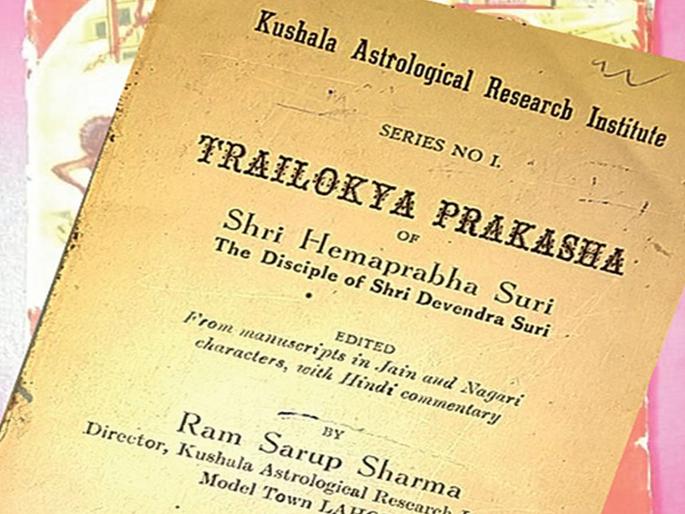 Kushala Astrological Research Institute
SERIES NO I.
TRAILOKYA PRAKASHA
OF
Shri Hemaprabha Suri
The Disciple of Shri Devendra Suri
EDITED
From manuscripts in Jain and Nagari
characters, with Hindi commentary
BY
Ram Sarup Sharma
Director, Kushala Astrological Research
Model Town